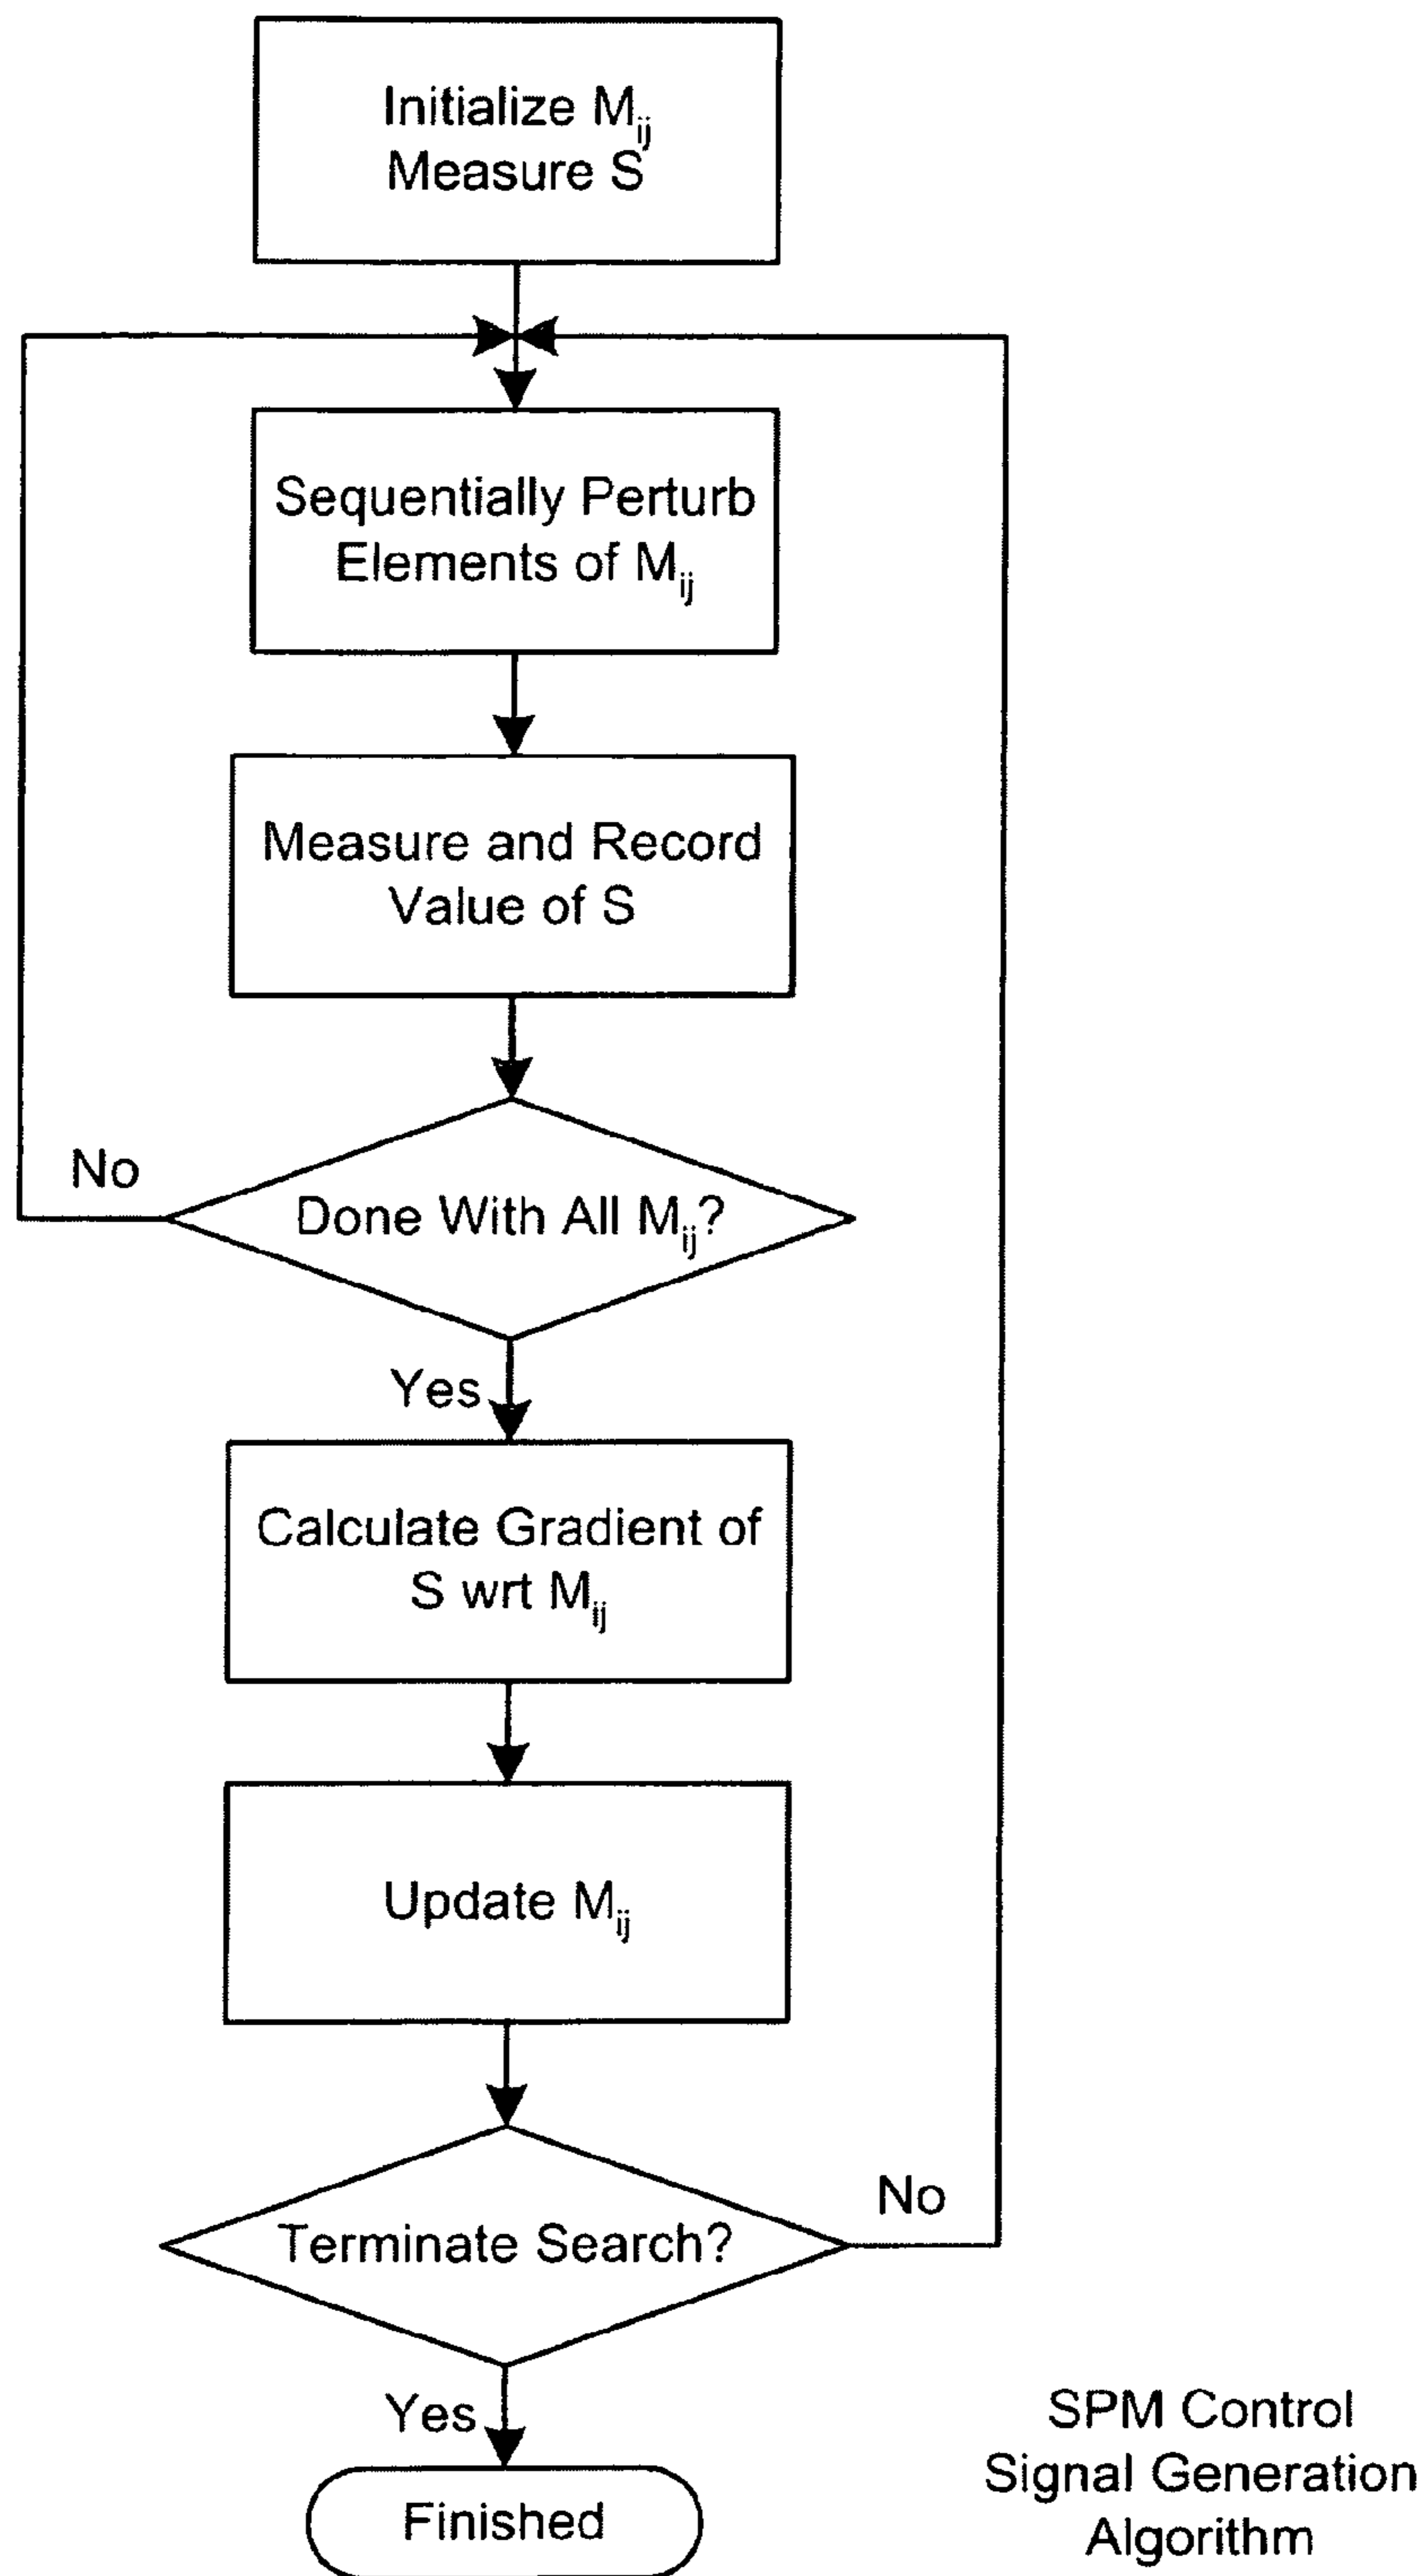 Initialize Mij
Measure S
Sequentially Perturb
Elements of Mij
Measure and Record
Value of S
No
Done With All Mij?
Yes
Calculate Gradient of
S wrt Mij
Update Mij
No
Terminate Search?
Yes
Finished
SPM Control
Signal Generation
Algorithm